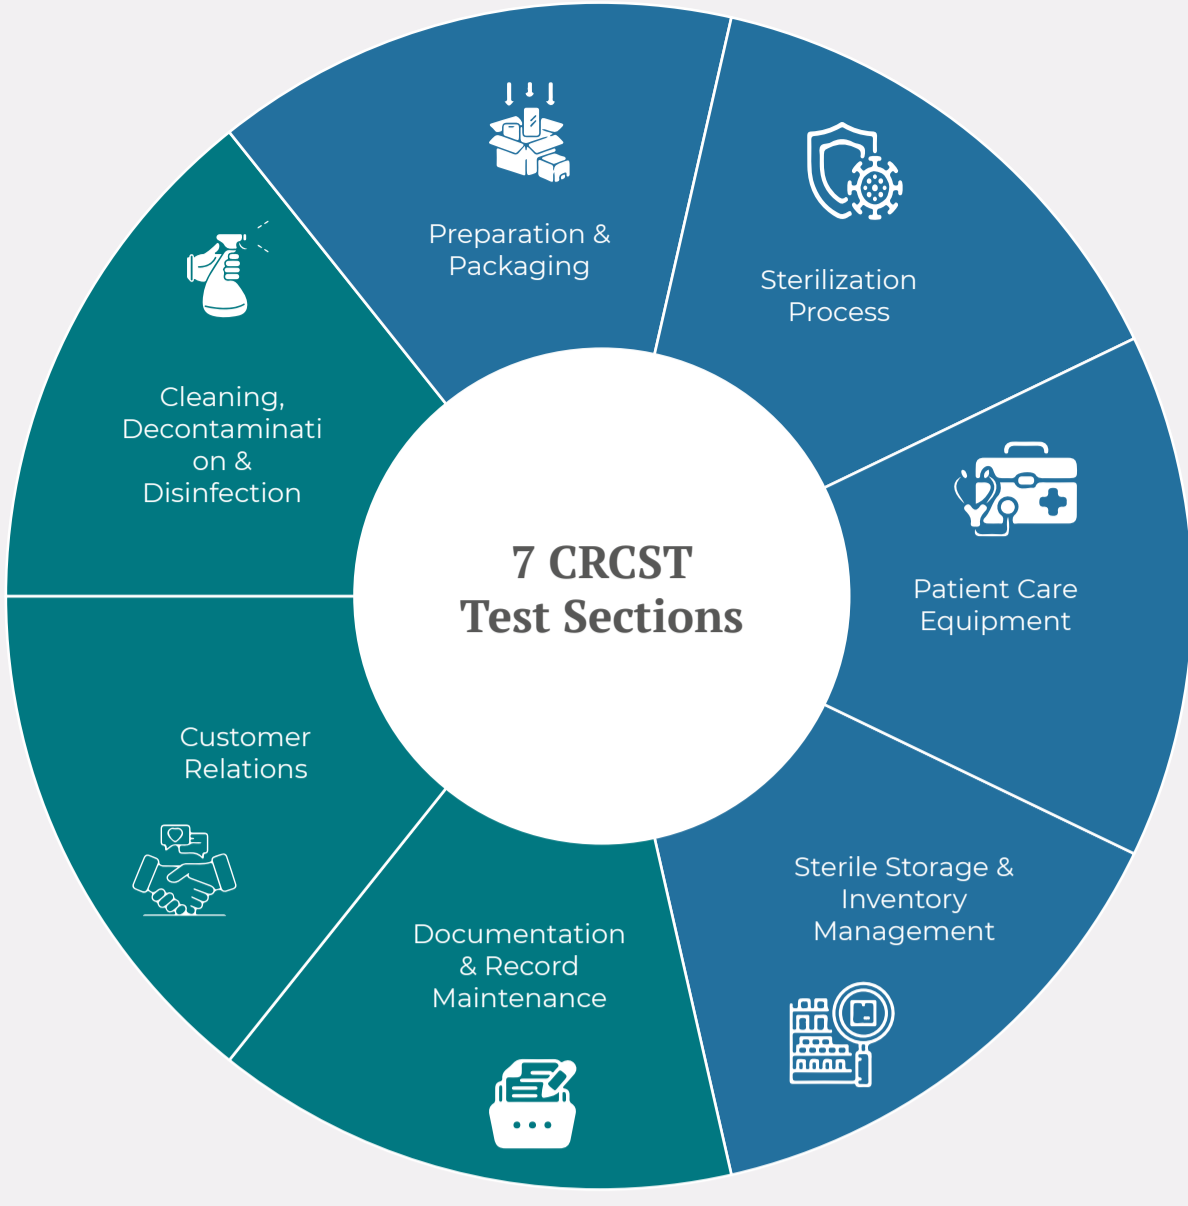 Preparation &
Packaging
Sterilization
Process
Cleaning,
Decontaminati
on &
Disinfection
7 CRCST
Test Sections
Patient Care
Equipment
Customer
Relations
Sterile Storage &
Inventory
Management
Documentation
& Record
Maintenance